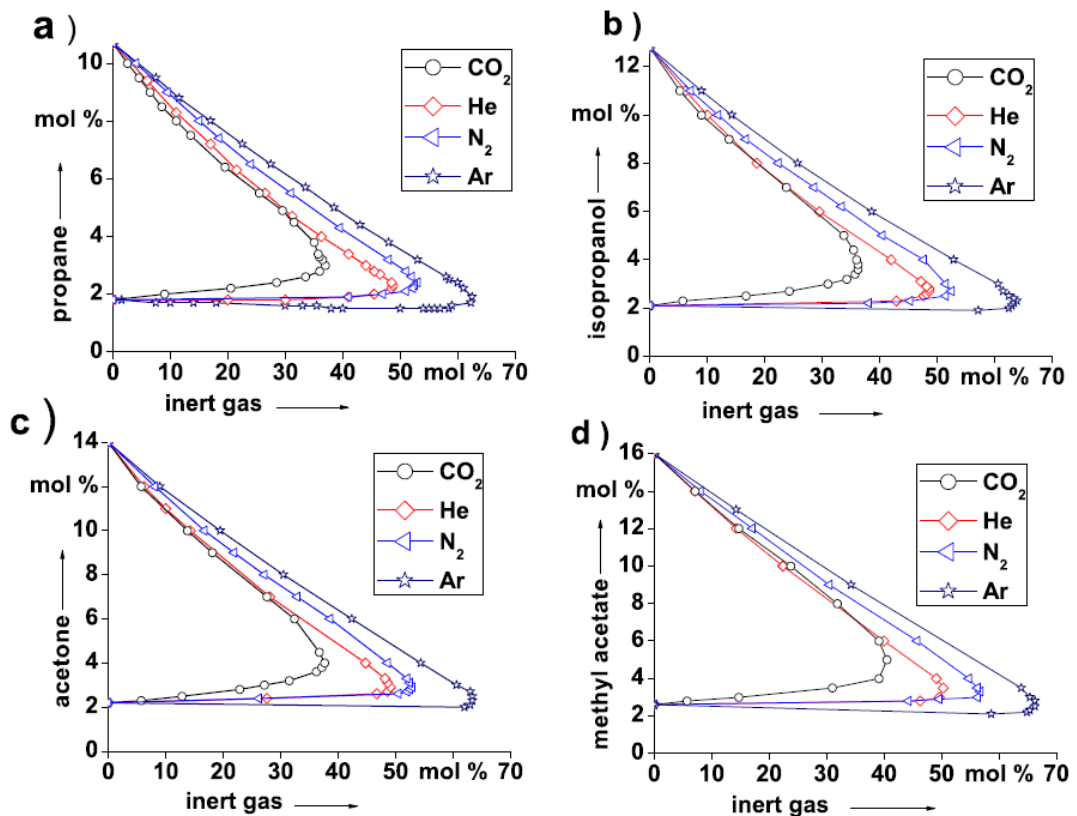 a)
10
mol %
8
6
4
2
0
propane
0 10 20 30 40 50 mol % 70
inert gas
CO₂
He
N₂
Ar
b)
12
mol %
10
8
6
4
2
0
isopropanol
0 10 20 30 40 50 mol % 70
inert gas
CO₂
He
N₂
Ar
c)
14
mol %
10
8
6
4
2
0
acetone
0 10 20 30 40 50 mol % 70
inert gas
CO₂
He
N₂
Ar
d)
16
mol %
12
10
8
6
4
2
0
methyl acetate
0 10 20 30 40 50 mol % 70
inert gas
CO₂
He
N₂
Ar